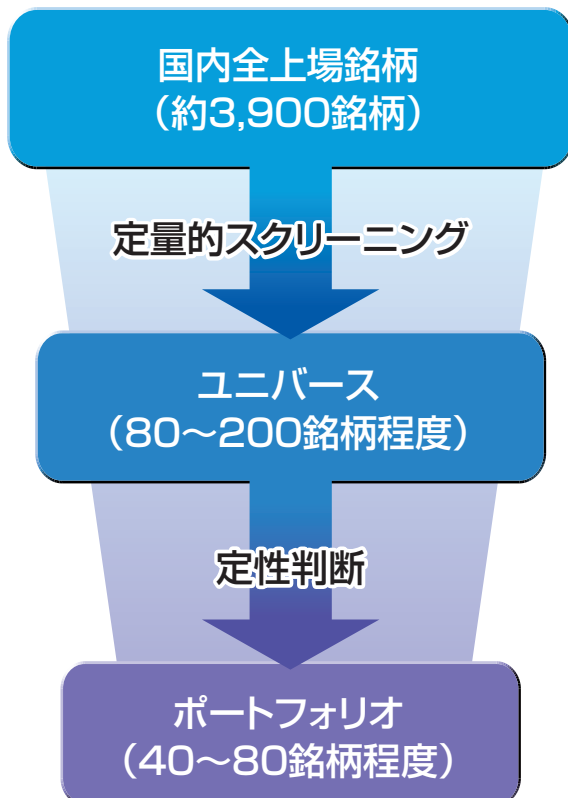 国内全上場銘柄
（約3,900銘柄）
定量的スクリーニング
ユニバース
（80～200銘柄程度）
定性判断
ポートフォリオ
（40～80銘柄程度）